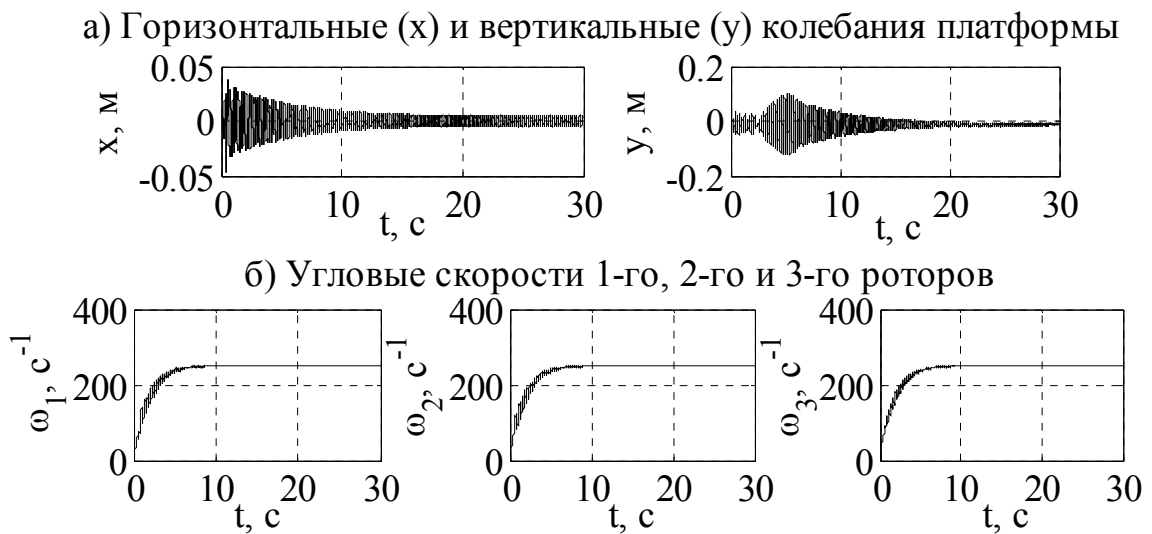 а) Горизонтальные (x) и вертикальные (y) колебания платформы
0.05
0
-0.05
x, м
0 10 20 30
t, с
0.2
0
-0.2
y, м
0 10 20 30
t, с
б) Угловые скорости 1-го, 2-го и 3-го роторов
400
200
0
ω1, с-1
0 10 20 30
t, с
400
200
0
ω2, с-1
0 10 20 30
t, с
400
200
0
ω3, с-1
0 10 20 30
t, с